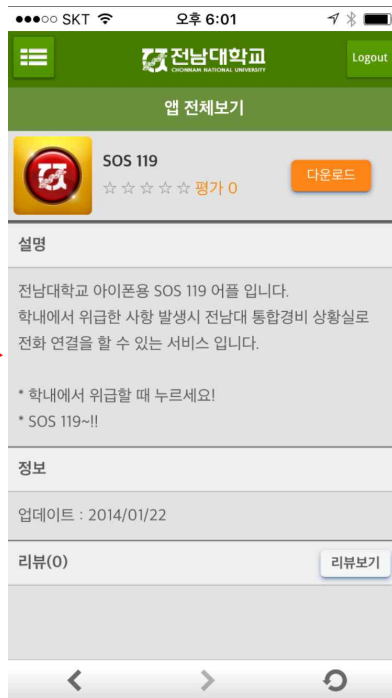 SKT 오후 6:01
전남대학교
CHONNAM NATIONAL UNIVERSITY
Logout
앱 전체보기
SOS 119
☆☆☆☆☆ 평가 0
다운로드
설명
전남대학교 아이폰용 SOS 119 어플 입니다.
학내에서 위급한 사항 발생시 전남대 통합경비 상황실로
전화 연결을 할 수 있는 서비스 입니다.
* 학내에서 위급할 때 누르세요!
* SOS 119~!!
정보
업데이트 : 2014/01/22
리뷰(0)
리뷰보기